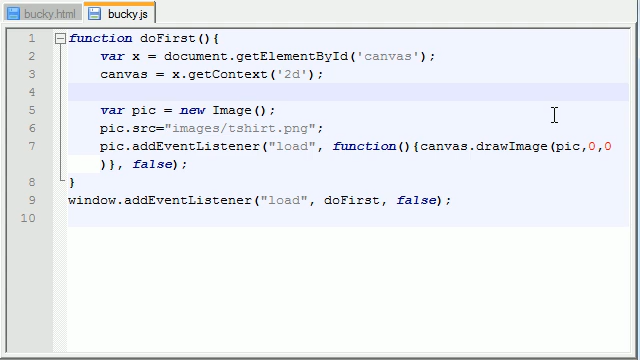 bucky.html bucky.js
1 function doFirst(){
2 var x = document.getElementById('canvas');
3 canvas = x.getContext('2d');
4
5 var pic = new Image();
6 pic.src="images/tshirt.png";
7 pic.addEventListener("load", function(){canvas.drawImage(pic,0,0
)}, false);
8 }
9 window.addEventListener("load", doFirst, false);
10